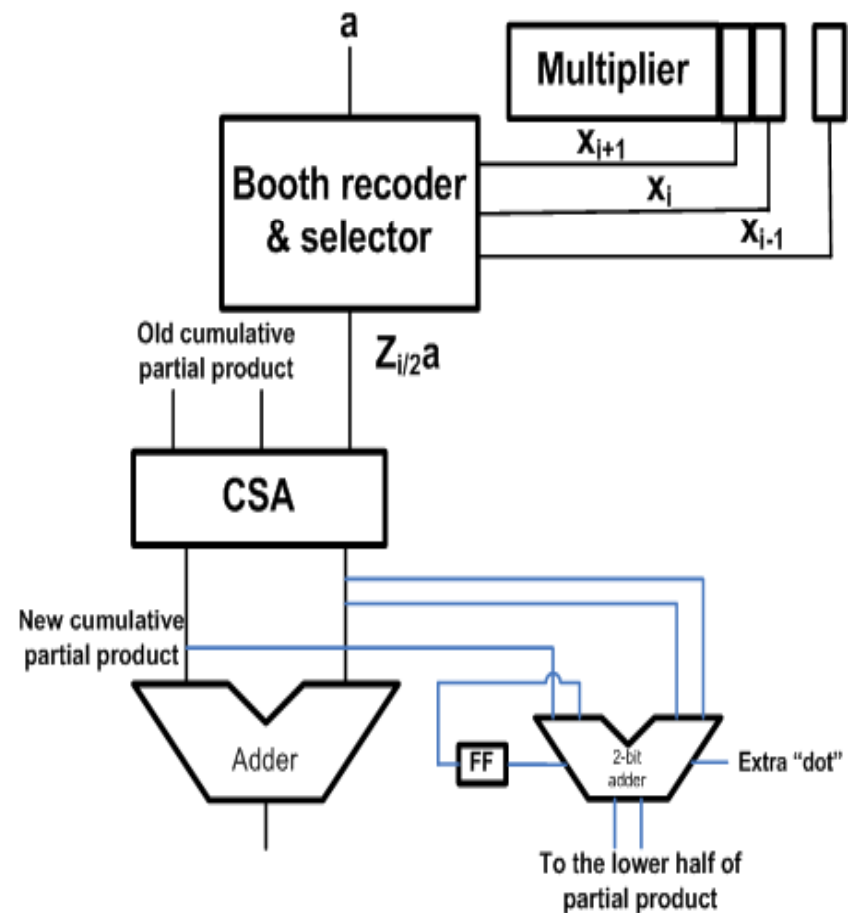 a
Multiplier
x_{i+1}
x_i
x_{i-1}
Booth recoder
& selector
Old cumulative
partial product
Z_{i/2}a
CSA
New cumulative
partial product
Adder
FF
2-bit
adder
Extra “dot”
To the lower half of
partial product